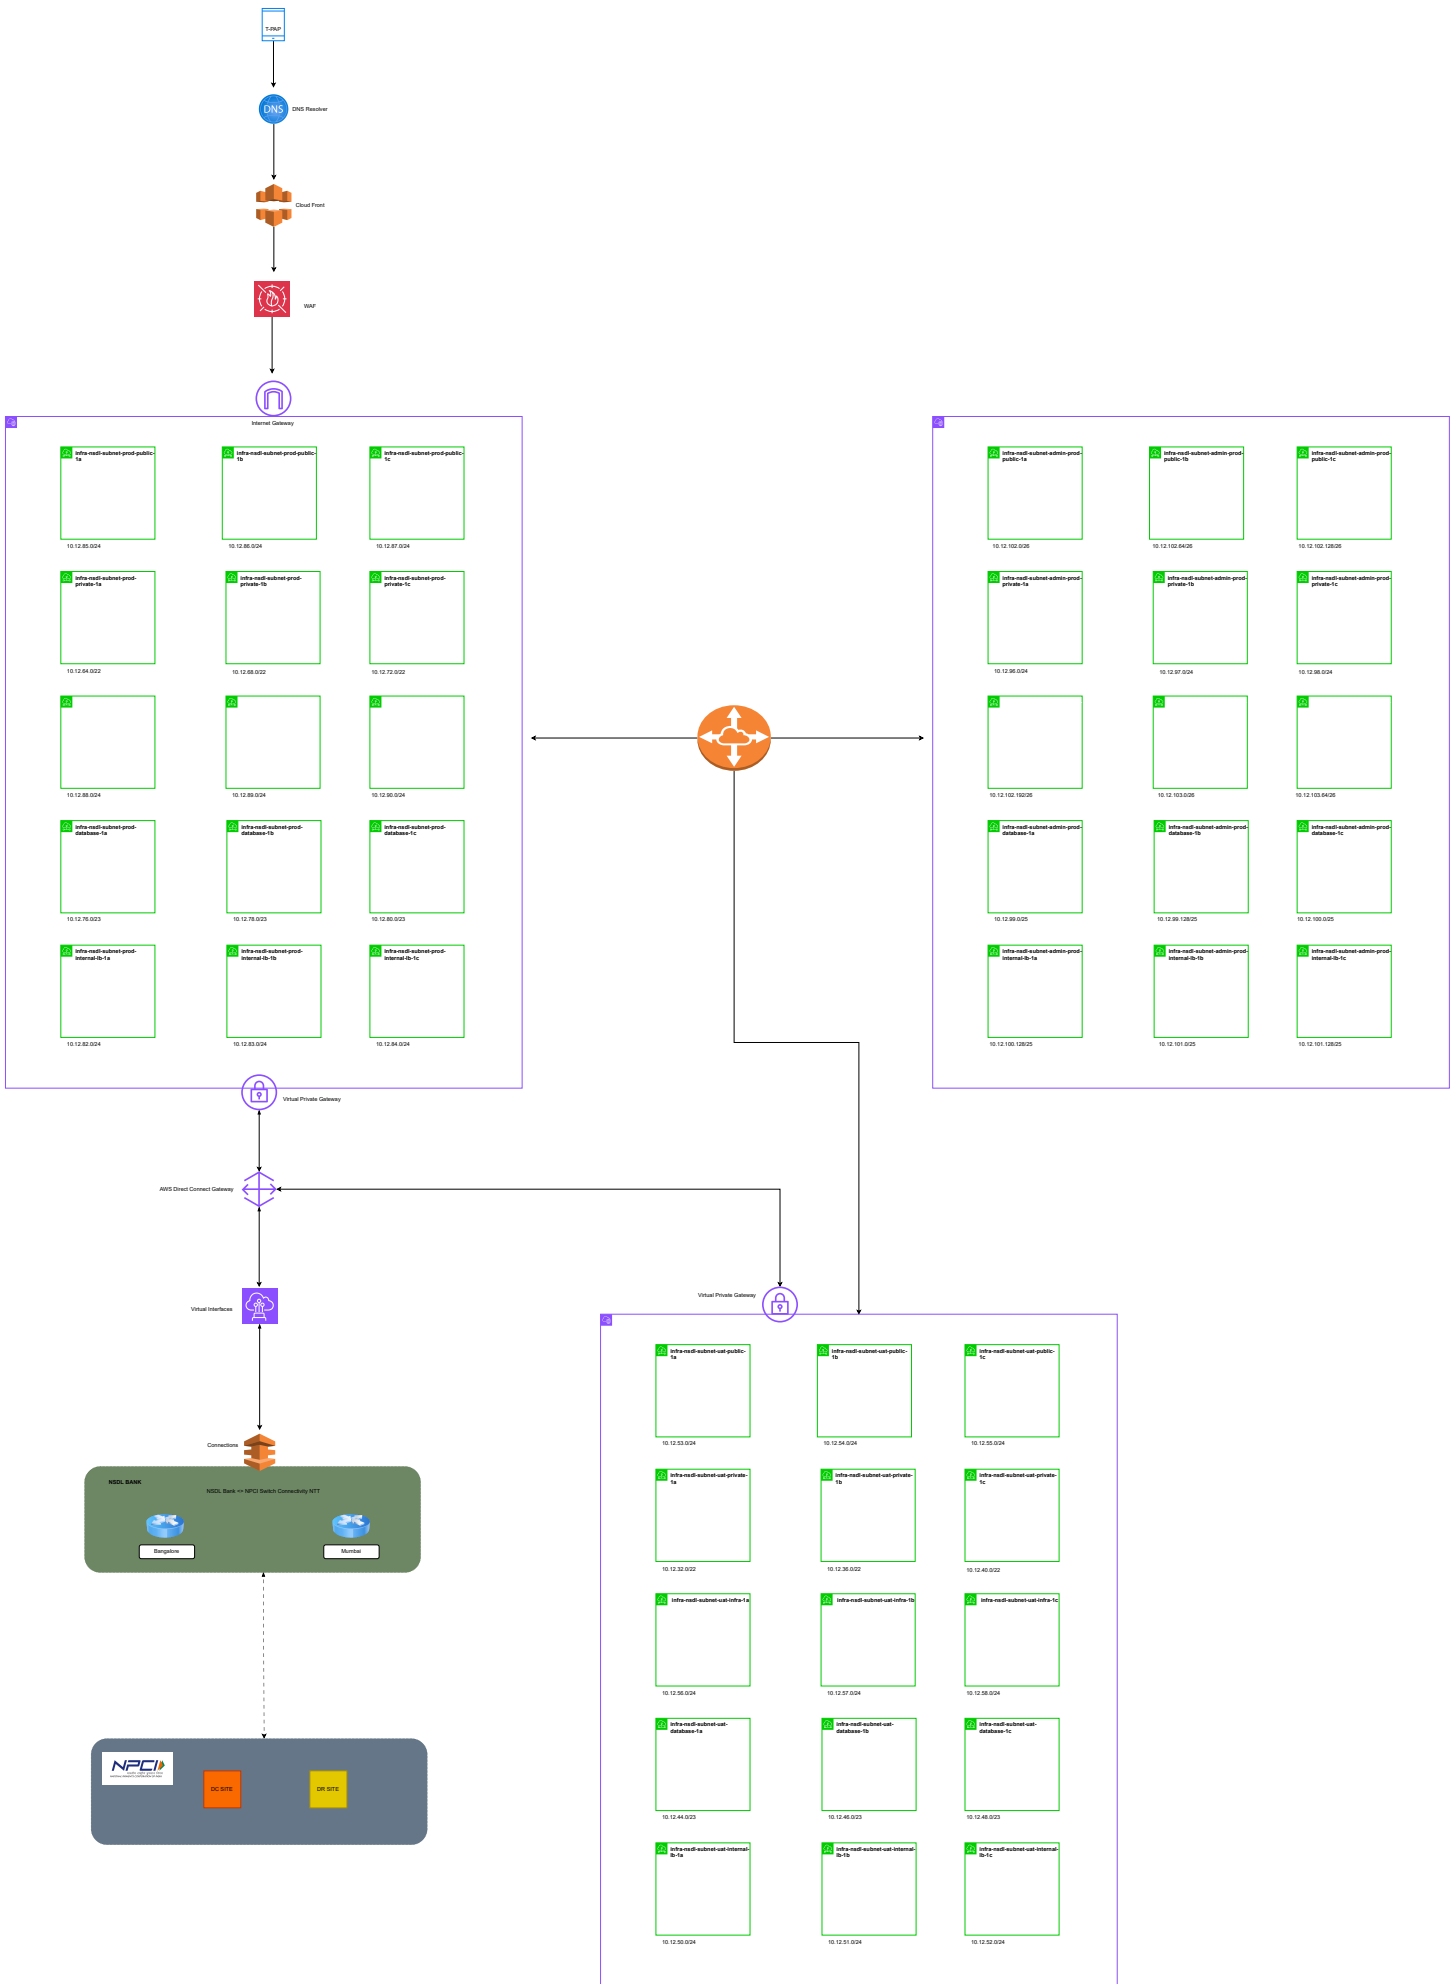 T-PAP
DNS
DNS Resolver
Cloud Front
WAF
Internet Gateway
infra-nsdl-subnet-prod-public-
1a
infra-nsdl-subnet-prod-public-
1b
infra-nsdl-subnet-prod-public-
1c
10.12.85.0/24
10.12.86.0/24
10.12.87.0/24
infra-nsdl-subnet-prod-
private-1a
infra-nsdl-subnet-prod-
private-1b
infra-nsdl-subnet-prod-
private-1c
10.12.64.0/22
10.12.68.0/22
10.12.72.0/22
10.12.88.0/24
10.12.89.0/24
10.12.90.0/24
infra-nsdl-subnet-prod-
database-1a
infra-nsdl-subnet-prod-
database-1b
infra-nsdl-subnet-prod-
database-1c
10.12.76.0/23
10.12.78.0/23
10.12.80.0/23
infra-nsdl-subnet-prod-
internal-lb-1a
infra-nsdl-subnet-prod-
internal-lb-1b
infra-nsdl-subnet-prod-
internal-lb-1c
10.12.82.0/24
10.12.83.0/24
10.12.84.0/24
infra-nsdl-subnet-admin-prod-
public-1a
infra-nsdl-subnet-admin-prod-
public-1b
infra-nsdl-subnet-admin-prod-
public-1c
10.12.102.0/26
10.12.102.64/26
10.12.102.128/26
infra-nsdl-subnet-admin-prod-
private-1a
infra-nsdl-subnet-admin-prod-
private-1b
infra-nsdl-subnet-admin-prod-
private-1c
10.12.96.0/24
10.12.97.0/24
10.12.98.0/24
10.12.102.192/26
10.12.103.0/26
10.12.103.64/26
infra-nsdl-subnet-admin-prod-
database-1a
infra-nsdl-subnet-admin-prod-
database-1b
infra-nsdl-subnet-admin-prod-
database-1c
10.12.99.0/25
10.12.99.128/25
10.12.100.0/25
infra-nsdl-subnet-admin-prod-
internal-lb-1a
infra-nsdl-subnet-admin-prod-
internal-lb-1b
infra-nsdl-subnet-admin-prod-
internal-lb-1c
10.12.100.128/25
10.12.101.0/25
10.12.101.128/25
Virtual Private Gateway
AWS Direct Connect Gateway
Virtual Interfaces
Connections
NSDL BANK
NSDL Bank <> NPCI Switch Connectivity NTT
Bangalore
Mumbai
NPCI
DC SITE
DR SITE
Virtual Private Gateway
infra-nsdl-subnet-uat-public-
1a
infra-nsdl-subnet-uat-public-
1b
infra-nsdl-subnet-uat-public-
1c
10.12.53.0/24
10.12.54.0/24
10.12.55.0/24
infra-nsdl-subnet-uat-private-
1a
infra-nsdl-subnet-uat-private-
1b
infra-nsdl-subnet-uat-private-
1c
10.12.32.0/22
10.12.36.0/22
10.12.40.0/22
infra-nsdl-subnet-uat-infra-1a
infra-nsdl-subnet-uat-infra-1b
infra-nsdl-subnet-uat-infra-1c
10.12.56.0/24
10.12.57.0/24
10.12.58.0/24
infra-nsdl-subnet-uat-
database-1a
infra-nsdl-subnet-uat-
database-1b
infra-nsdl-subnet-uat-
database-1c
10.12.44.0/23
10.12.46.0/23
10.12.48.0/23
infra-nsdl-subnet-uat-internal-
lb-1a
infra-nsdl-subnet-uat-internal-
lb-1b
infra-nsdl-subnet-uat-internal-
lb-1c
10.12.50.0/24
10.12.51.0/24
10.12.52.0/24